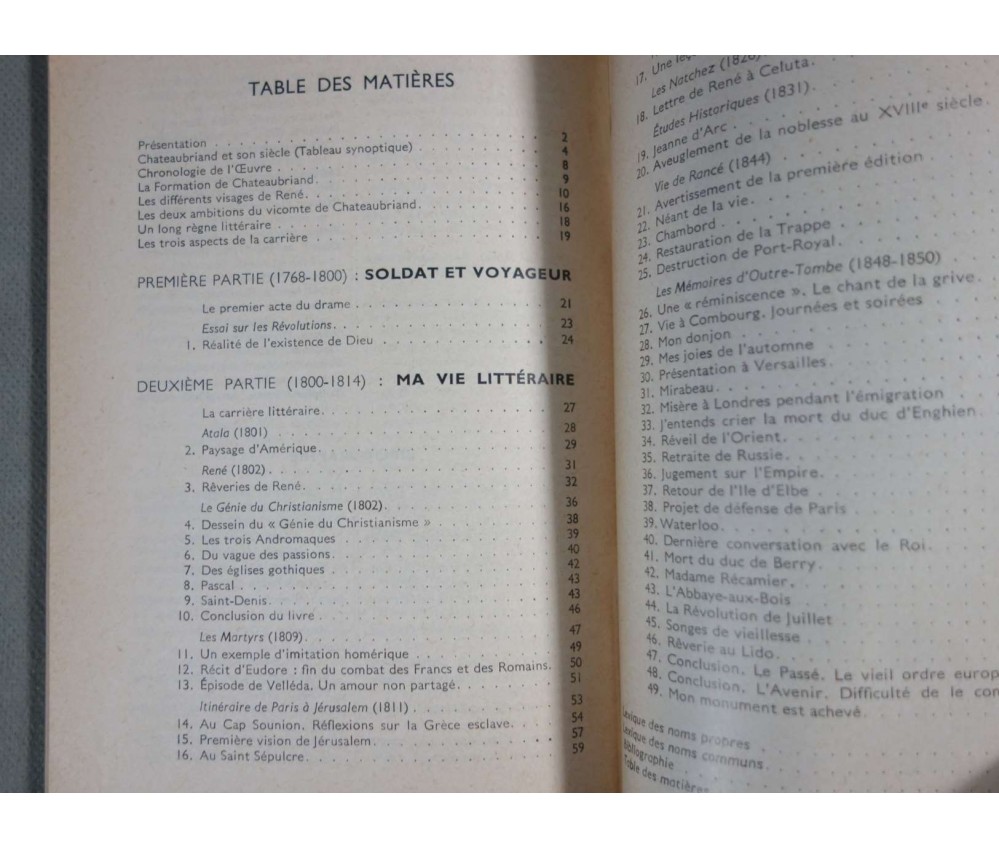 TABLE DES MATIÈRES
Présentation . . . 2
Chateaubriand et son siècle (Tableau synoptique) . . . 4
Chronologie de l'Œuvre . . . 8
La Formation de Chateaubriand . . . 9
Les différents visages de René . . . 10
Les deux ambitions du vicomte de Chateaubriand . . . 16
Un long règne littéraire . . . 18
Les trois aspects de la carrière . . . 19
PREMIÈRE PARTIE (1768-1800) : SOLDAT ET VOYAGEUR
Le premier acte du drame . . . 21
Essai sur les Révolutions . . . 23
1. Réalité de l'existence de Dieu . . . 24
DEUXIÈME PARTIE (1800-1814) : MA VIE LITTÉRAIRE
La carrière littéraire . . . 27
Atala (1801) . . . 28
2. Paysage d'Amérique . . . 29
René (1802) . . . 31
3. Rêveries de René . . . 32
Le Génie du Christianisme (1802) . . . 36
4. Dessein du « Génie du Christianisme » . . . 38
5. Les trois Andromaques . . . 39
6. Du vague des passions . . . 40
7. Des églises gothiques . . . 42
8. Pascal . . . 43
9. Saint-Denis . . . 43
10. Conclusion du livre . . . 46
Les Martyrs (1809) . . . 47
11. Un exemple d'imitation homérique . . . 49
12. Récit d'Eudore : fin du combat des Francs et des Romains. 50
13. Épisode de Velléda. Un amour non partagé . . . 51
Itinéraire de Paris à Jérusalem (1811) . . . 53
14. Au Cap Sounion. Réflexions sur la Grèce esclave . . . 54
15. Première vision de Jérusalem . . . 57
16. Au Saint Sépulcre . . . 59
17. Une
Les Natchez
18. Lettre de René à Celuta.
Études Historiques (1831).
19. Jeanne d'Arc
20. Aveuglement de la noblesse au XVIIIe siècle.
Vie de Rancé (1844)
21. Avertissement de la première édition
22. Néant de la vie.
23. Chambord
24. Restauration de la Trappe
25. Destruction de Port-Royal.
Les Mémoires d'Outre-Tombe (1848-1850)
26. Une « réminiscence ». Le chant de la grive.
27. Vie à Combourg. Journées et soirées
28. Mon donjon
29. Mes joies de l'automne
30. Présentation à Versailles.
31. Mirabeau.
32. Misère à Londres pendant l'émigration
33. J'entends crier la mort du duc d'Enghien.
34. Réveil de l'Orient.
35. Retraite de Russie.
36. Jugement sur l'Empire.
37. Retour de l'Ile d'Elbe
38. Projet de défense de Paris
39. Waterloo.
40. Dernière conversation avec le Roi.
41. Mort du duc de Berry.
42. Madame Récamier.
43. L'Abbaye-aux-Bois
44. La Révolution de Juillet
45. Songes de vieillesse
46. Rêverie au Lido.
47. Conclusion. Le Passé. Le vieil ordre europ
48. Conclusion. L'Avenir. Difficulté de le com
49. Mon monument est achevé.
Lexique des noms propres
Lexique des noms communs.
Bibliographie
Table des matières